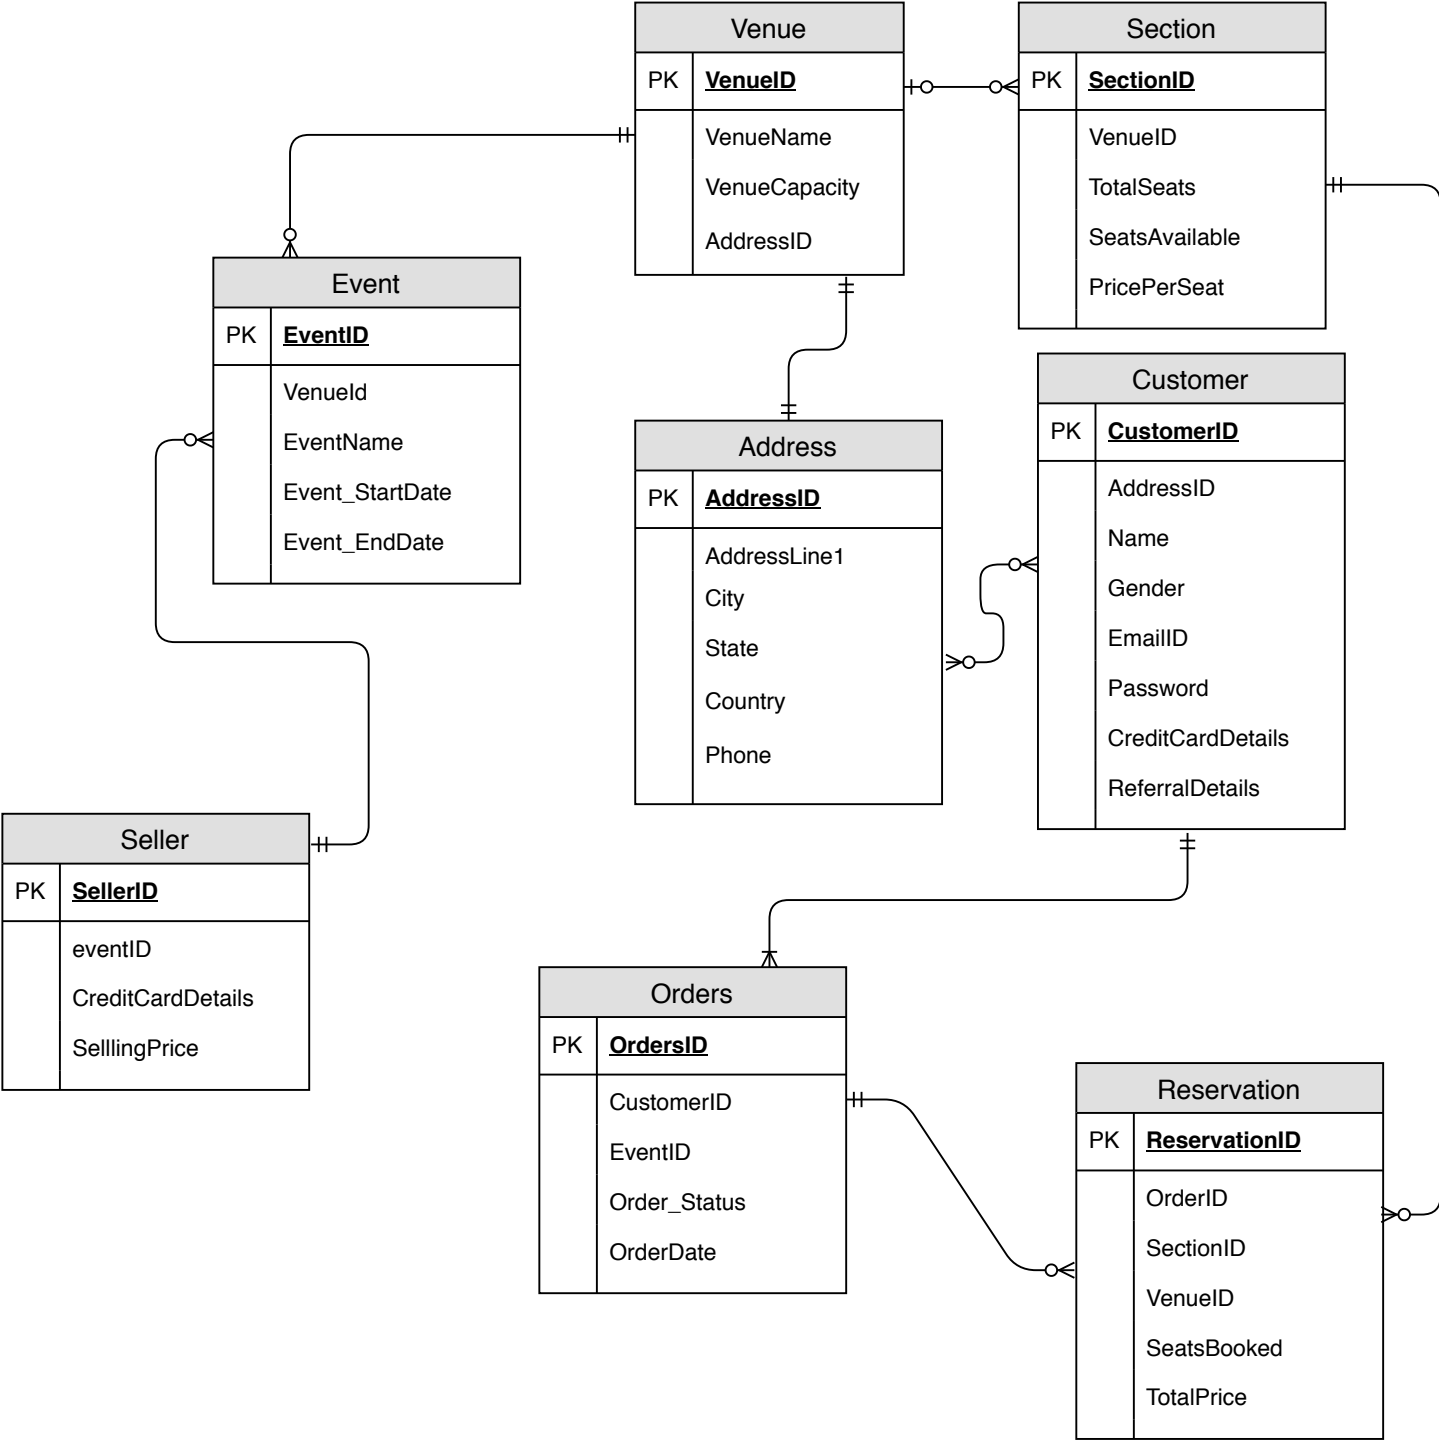 Venue
PK VenueID
VenueName
VenueCapacity
AddressID
Section
PK SectionID
VenueID
TotalSeats
SeatsAvailable
PricePerSeat
Event
PK EventID
VenueId
EventName
Event_StartDate
Event_EndDate
Address
PK AddressID
AddressLine1
City
State
Country
Phone
Customer
PK CustomerID
AddressID
Name
Gender
EmailID
Password
CreditCardDetails
ReferralDetails
Seller
PK SellerID
eventID
CreditCardDetails
SelllingPrice
Orders
PK OrdersID
CustomerID
EventID
Order_Status
OrderDate
Reservation
PK ReservationID
OrderID
SectionID
VenueID
SeatsBooked
TotalPrice